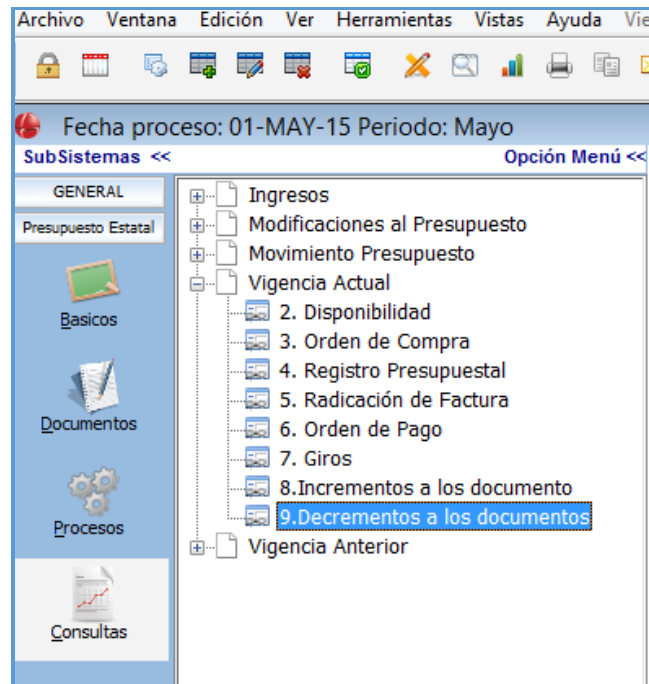 Archivo Ventana Edición Ver Herramientas Vistas Ayuda Vie
Fecha proceso: 01-MAY-15 Periodo: Mayo
SubSistemas << Opción Menú <<
GENERAL
Presupuesto Estatal
Basicos
Documentos
Procesos
Consultas
Ingresos
Modificaciones al Presupuesto
Movimiento Presupuesto
Vigencia Actual
2. Disponibilidad
3. Orden de Compra
4. Registro Presupuestal
5. Radicación de Factura
6. Orden de Pago
7. Giros
8.Incrementos a los documento
9.Decrementos a los documentos
Vigencia Anterior